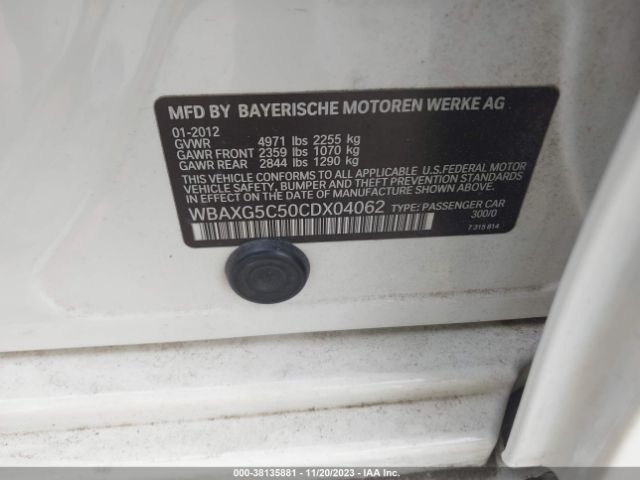 MFD BY BAYERISCHE MOTOREN WERKE AG
01-2012
GVWR 4971 lbs 2255 kg
GAWR FRONT 2359 lbs 1070 kg
GAWR REAR 2844 lbs 1290 kg
THIS VEHICLE CONFORMS TO ALL APPLICABLE U.S.FEDERAL MOTOR
VEHICLE SAFETY, BUMPER AND THEFT PREVENTION STANDARDS
IN EFFECT ON THE DATE OF MANUFACTURE SHOWN ABOVE.
WBAXG5C50CDX04062 TYPE: PASSENGER CAR
300/0
7 315 814
000-38135881 - 11/20/2023 - IAA Inc.